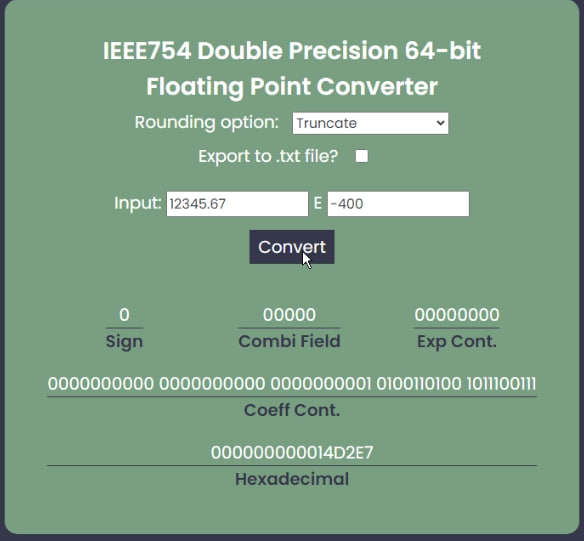 IEEE754 Double Precision 64-bit
Floating Point Converter
Rounding option: Truncate
Export to .txt file?
Input: 12345.67 E -400
Convert
0 00000 00000000
Sign Combi Field Exp Cont.
0000000000 0000000000 0000000001 0100110100 1011100111
Coeff Cont.
000000000014D2E7
Hexadecimal